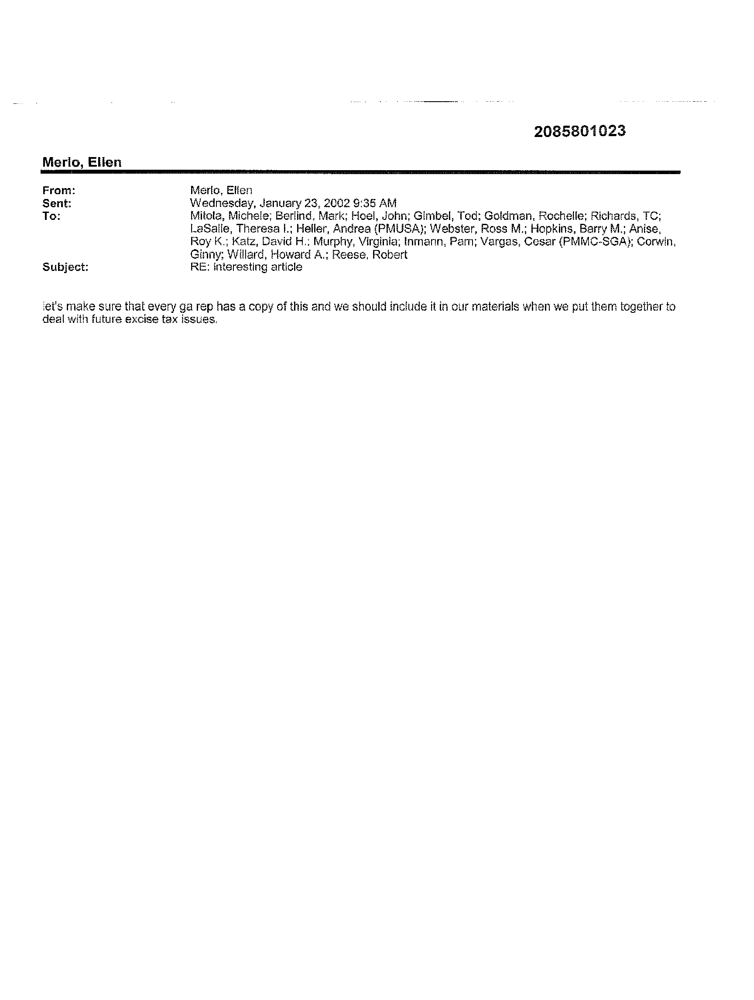 2085801023
Merlo, Ellen
From: Merlo, Ellen
Sent: Wednesday, January 23, 2002 9:35 AM
To: Mitola, Michele; Berlind, Mark; Hoel, John; Gimbel, Tod; Goldman, Rochelle; Richards, TC;
LaSalle, Theresa I.; Heller, Andrea (PMUSA); Webster, Ross M.; Hopkins, Barry M.; Anise,
Roy K.; Katz, David H.; Murphy, Virginia; Inmann, Pam; Vargas, Cesar (PMMC-SGA); Corwin,
Ginny; Willard, Howard A.; Reese, Robert
Subject: RE: interesting article
let's make sure that every ga rep has a copy of this and we should include it in our materials when we put them together to
deal with future excise tax issues.